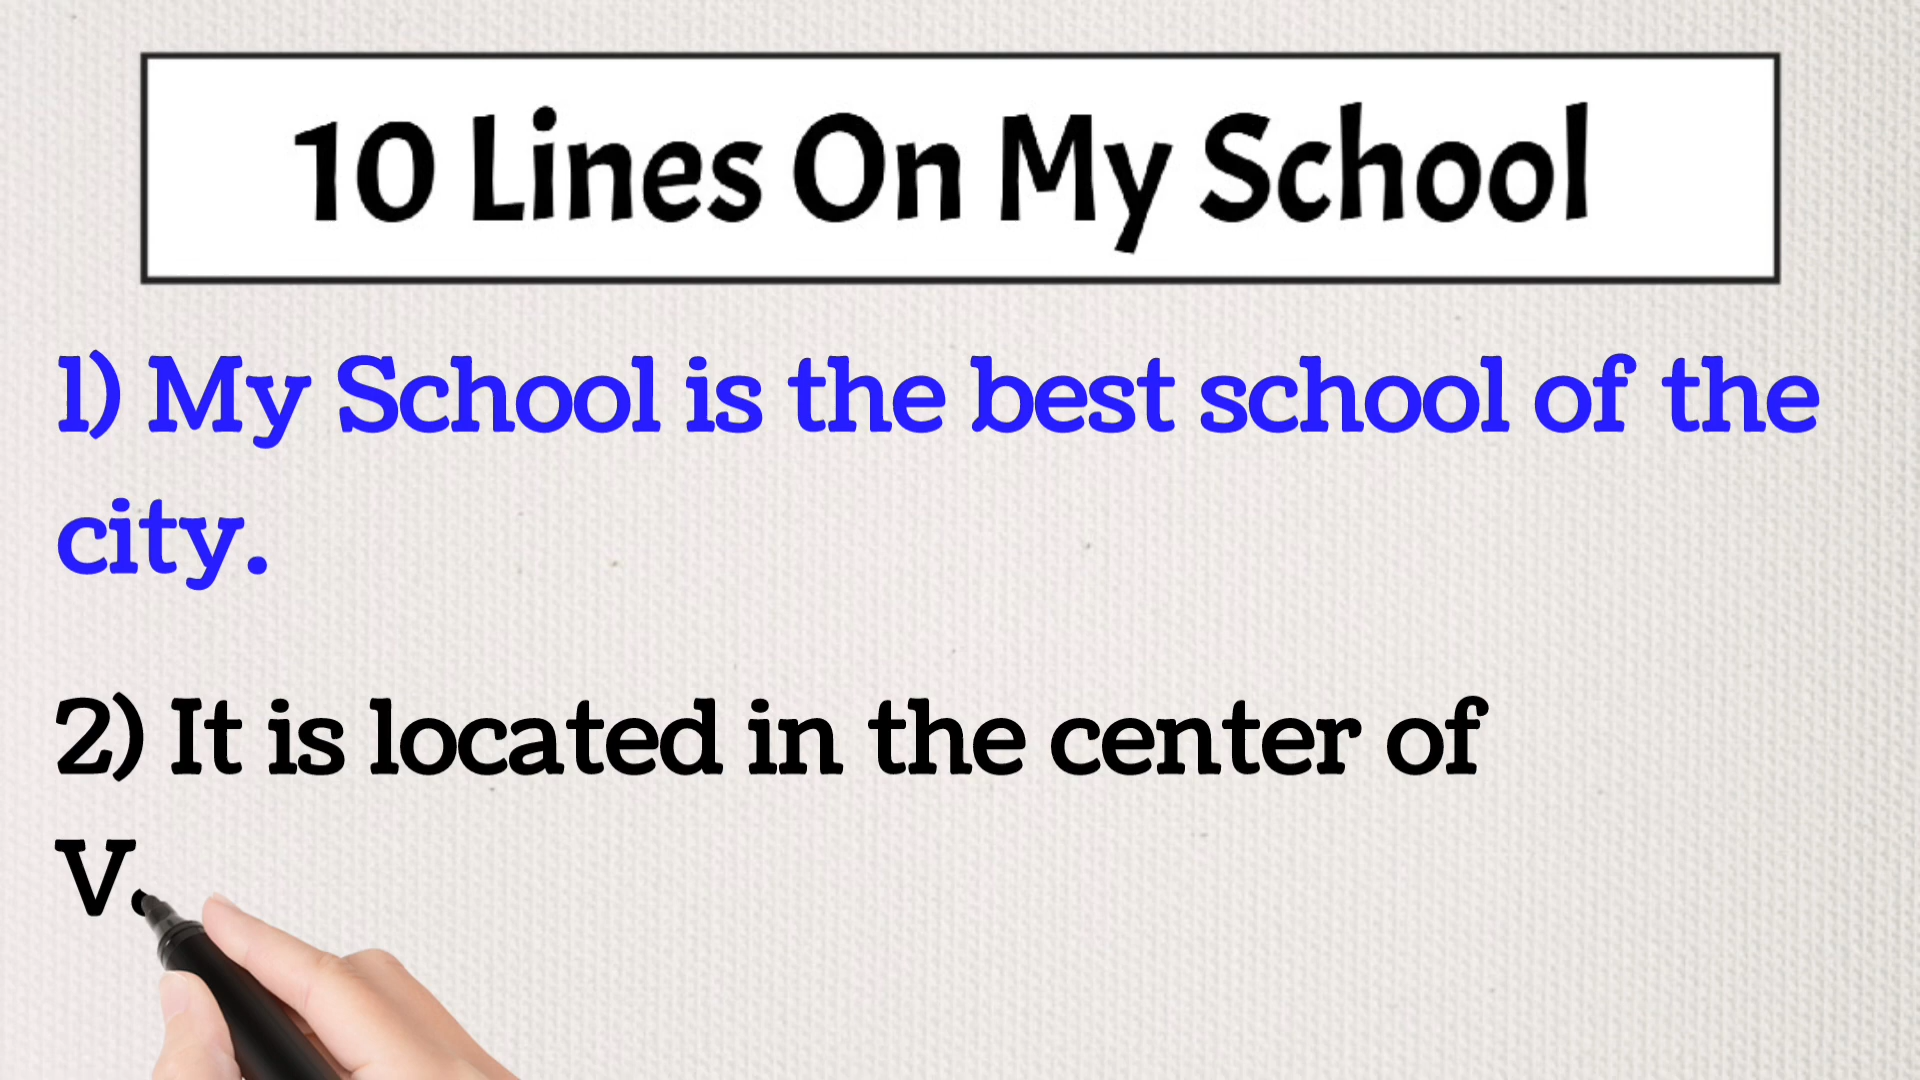 10 Lines On My School
1) My School is the best school of the
city.
2) It is located in the center of
V